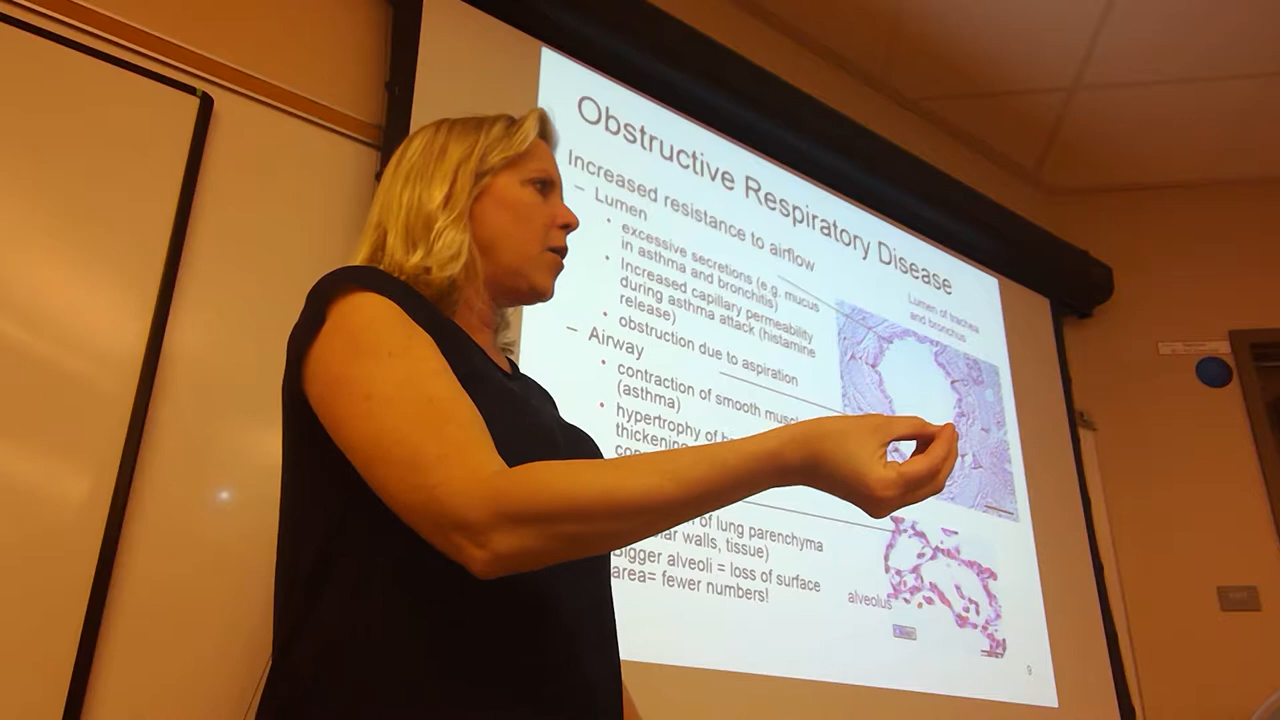 Obstructive Respiratory Disease
Increased resistance to airflow
– Lumen
• excessive secretions (e.g. mucus
in asthma and bronchitis)
• Increased capillary permeability
during asthma attack (histamine
release)
• obstruction due to aspiration
– Airway
• contraction of smooth
(asthma)
• hypertrophy of
thickening
of lung parenchyma
walls, tissue)
Bigger alveoli = loss of surface
area= fewer numbers!
Lumen of trachea
and bronchus
alveolus
9